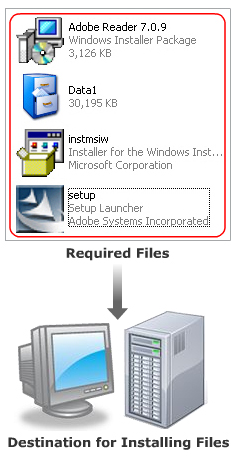 Adobe Reader 7.0.9
Windows Installer Package
3,126 KB
Data1
30,195 KB
instmsiw
Installer for the Windows Inst...
Microsoft Corporation
setup
Setup Launcher
Adobe Systems Incorporated
Required Files
Destination for Installing Files